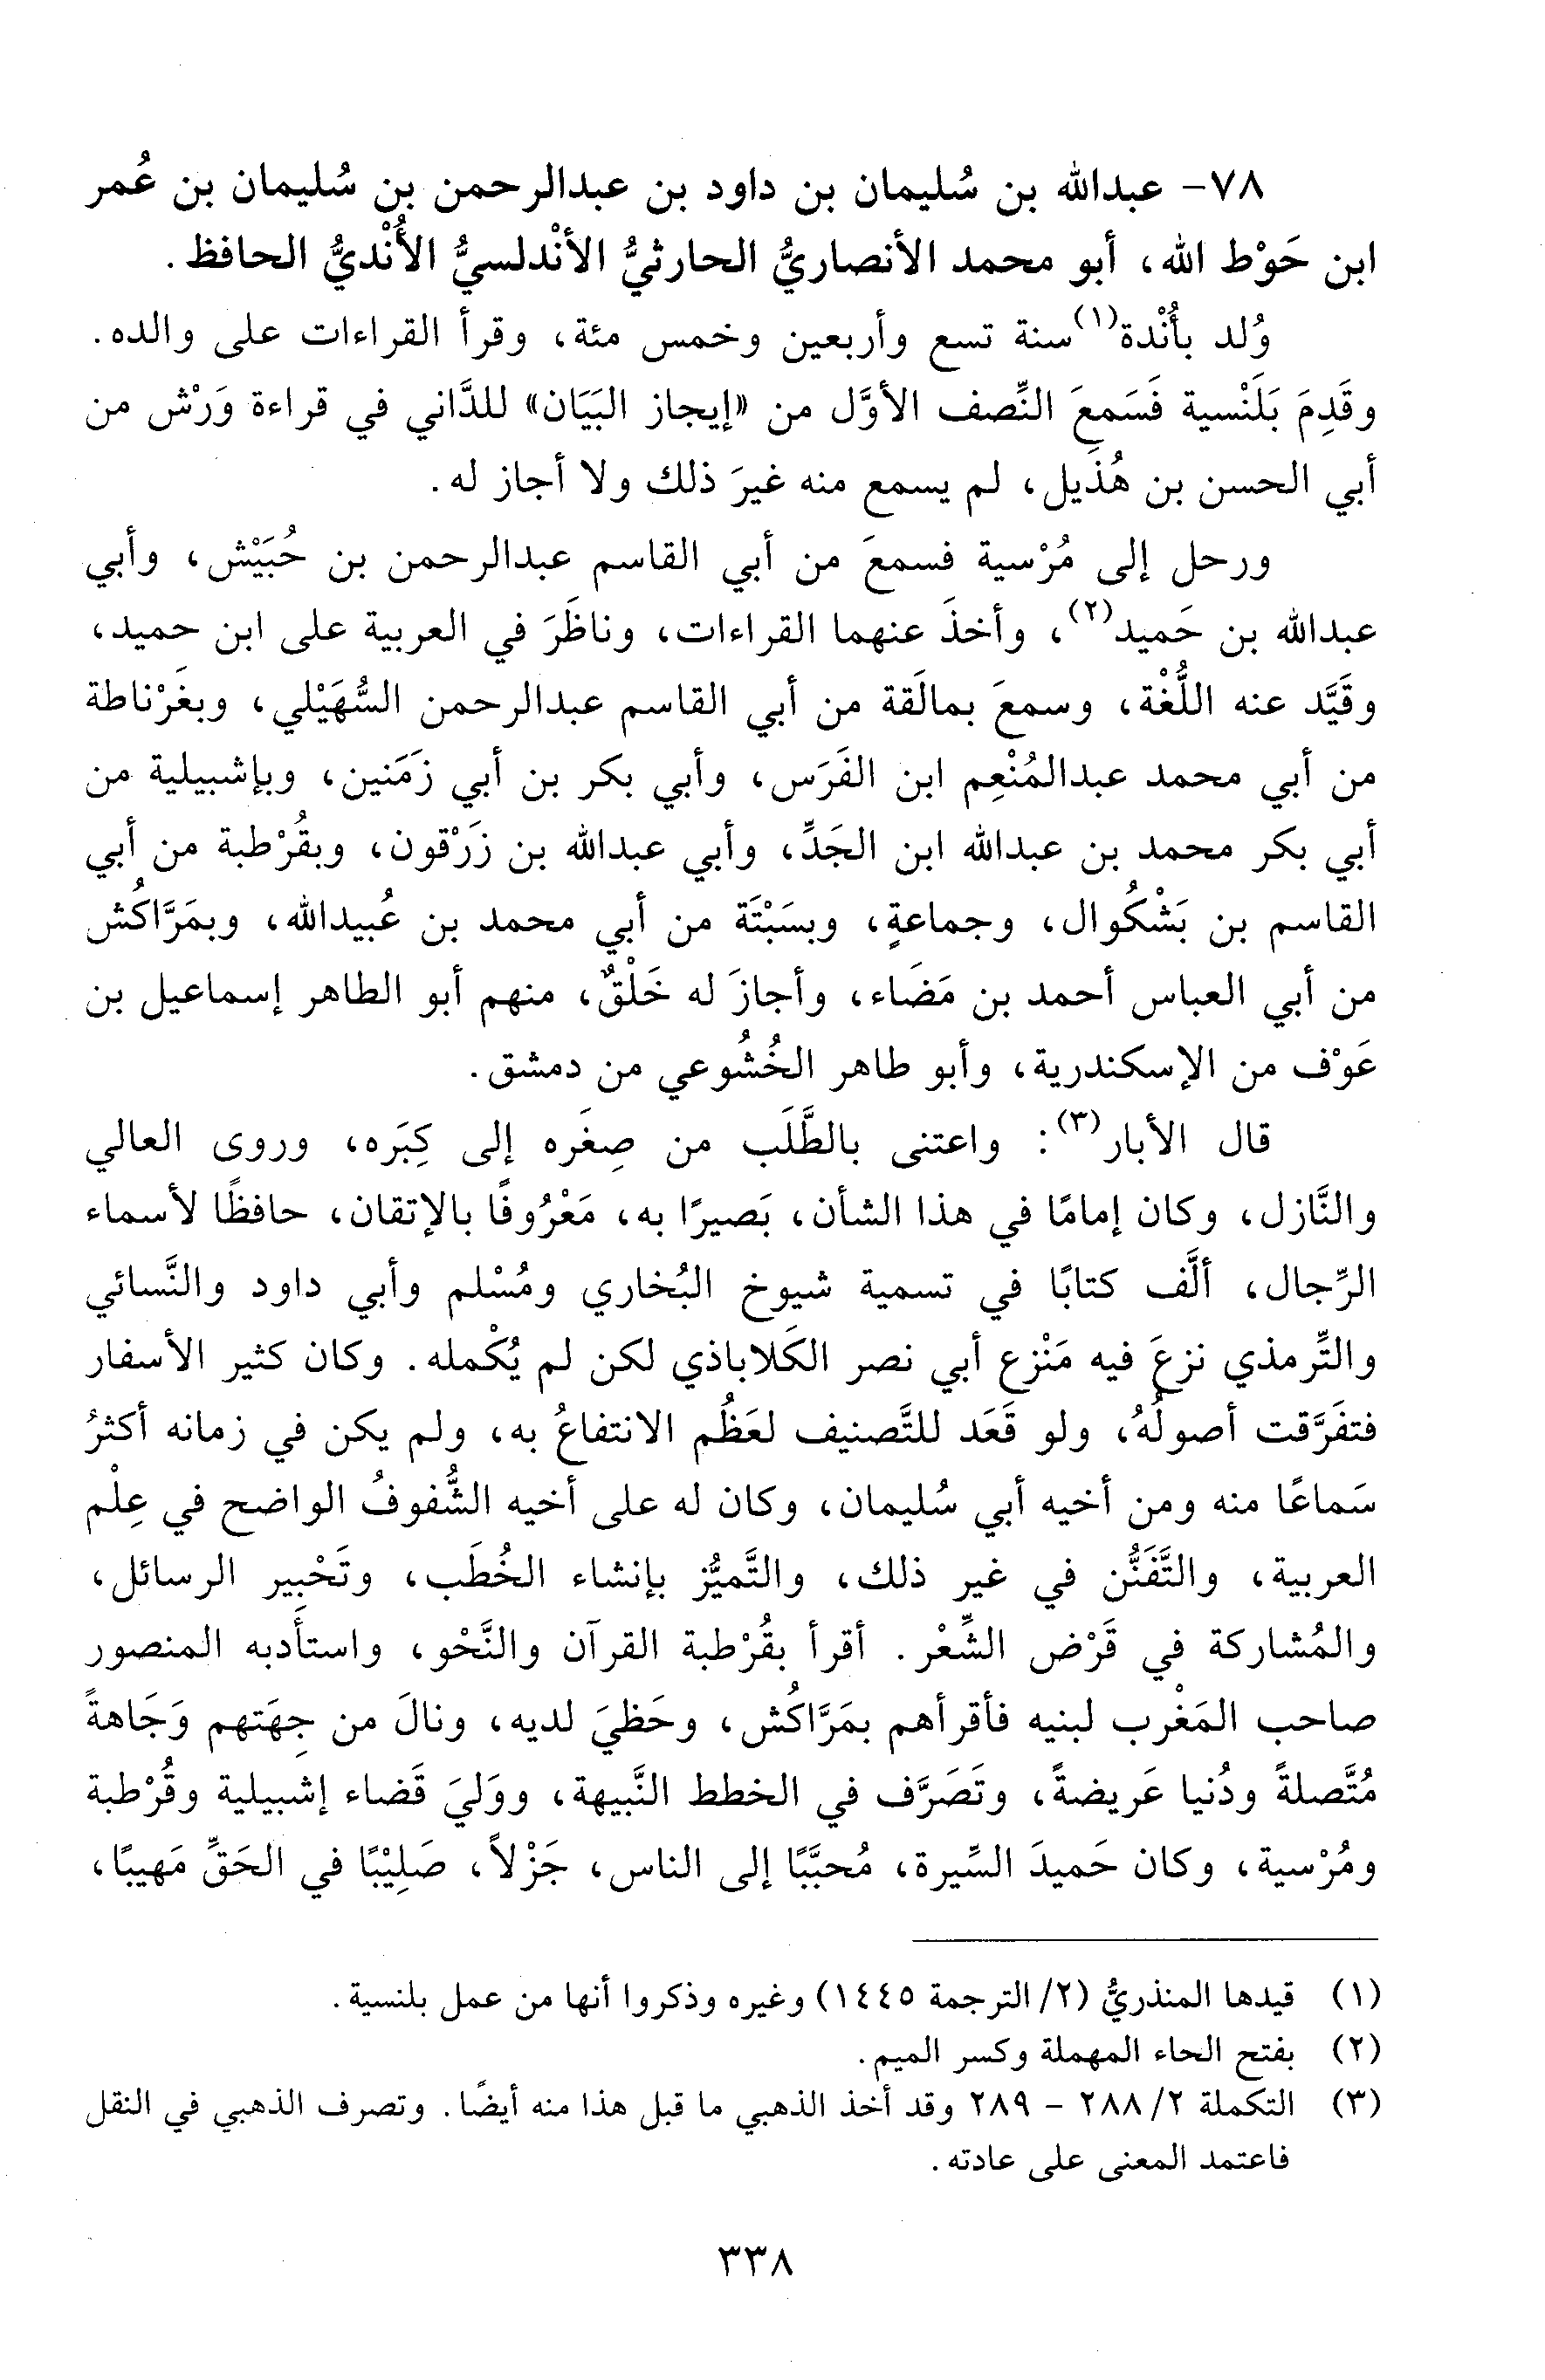 ٧٨- عبدالله بن سُليمان بن داود بن عبدالرحمن بن سُليمان بن عُمر
ابن حَوْط الله، أبو محمد الأنصاريُّ الحارثيُّ الأنْدلسيُّ الأُنْديُّ الحافظ.
وُلد بأُنْدة(١) سنة تسع وأربعين وخمس مئة، وقرأ القراءات على والده.
وقَدِمَ بَلَنْسية فَسَمِعَ النِّصف الأوَّل من «إيجاز البَيَان» للدَّاني في قراءة وَرْش من
أبي الحسن بن هُذَيل، لم يسمع منه غيرَ ذلك ولا أجاز له.
ورحل إلى مُرْسية فسمعَ من أبي القاسم عبدالرحمن بن حُبَيْش، وأبي
عبدالله بن حَميد(٢)، وأخذَ عنهما القراءات، وناظَرَ في العربية على ابن حميد،
وقَيَّد عنه اللُّغْة، وسمعَ بمالَقة من أبي القاسم عبدالرحمن السُّهَيْلي، وبغَرْناطة
من أبي محمد عبدالمُنْعِم ابن الفَرَس، وأبي بكر بن أبي زَمَنين، وبإشبيلية من
أبي بكر محمد بن عبدالله ابن الجَدِّ، وأبي عبدالله بن زَرْقون، وبقُرْطبة من أبي
القاسم بن بَشْكُوال، وجماعةٍ، وبسَبْتَة من أبي محمد بن عُبيدالله، وبمَرَّاكُش
من أبي العباس أحمد بن مَضَاء، وأجازَ له خَلْقٌ، منهم أبو الطاهر إسماعيل بن
عَوْف من الإسكندرية، وأبو طاهر الخُشُوعي من دمشق.
قال الأبار(٣): واعتنى بالطَّلَب من صِغَره إلى كِبَره، وروى العالي
والنَّازل، وكان إمامًا في هذا الشأن، بَصيرًا به، مَعْرُوفًا بالإتقان، حافظًا لأسماء
الرِّجال، ألَّف كتابًا في تسمية شيوخ البُخاري ومُسْلم وأبي داود والنَّسائي
والتِّرمذي نزعَ فيه مَنْزع أبي نصر الكَلاباذي لكن لم يُكْمله. وكان كثير الأسفار
فتفَرَّقت أصولُهُ، ولو قَعَد للتَّصنيف لعَظُم الانتفاعُ به، ولم يكن في زمانه أكثرُ
سَماعًا منه ومن أخيه أبي سُليمان، وكان له على أخيه الشُّفوفُ الواضح في عِلْم
العربية، والتَّفَنُّن في غير ذلك، والتَّميُّز بإنشاء الخُطَب، وتَحْبِير الرسائل،
والمُشاركة في قَرْض الشِّعْر. أقرأ بقُرْطبة القرآن والنَّحْو، واستأَدبه المنصور
صاحب المَغْرب لبنيه فأقرأهم بمَرَّاكُش، وحَظيَ لديه، ونالَ من جِهَتهم وَجَاهةً
مُتَّصلةً ودُنيا عَريضةً، وتَصَرَّف في الخطط النَّبيهة، ووَليَ قَضاء إشبيلية وقُرْطبة
ومُرْسية، وكان حَميدَ السِّيرة، مُحبَّبًا إلى الناس، جَزْلاً، صَلِيْبًا في الحَقِّ مَهيبًا،
(١) قيدها المنذريُّ (٢/ الترجمة ١٤٤٥) وغيره وذكروا أنها من عمل بلنسية.
(٢) بفتح الحاء المهملة وكسر الميم.
(٣) التكملة ٢/ ٢٨٨ - ٢٨٩ وقد أخذ الذهبي ما قبل هذا منه أيضًا. وتصرف الذهبي في النقل
فاعتمد المعنى على عادته.
٣٣٨